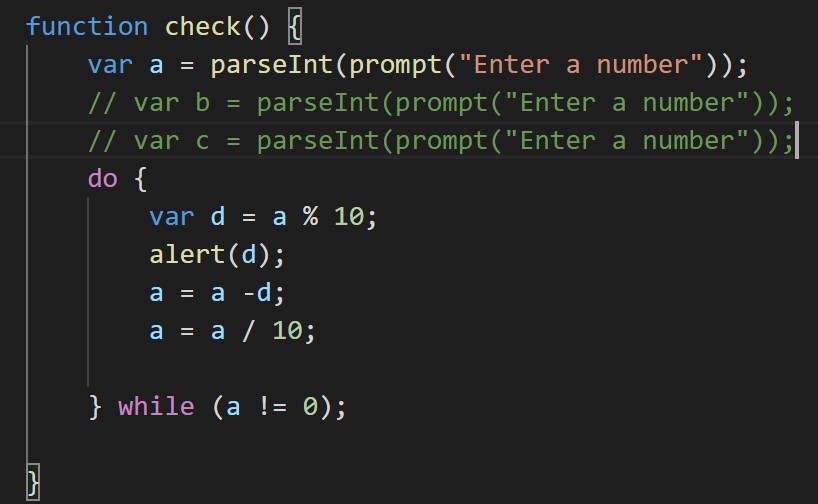 function check() {
var a = parseInt(prompt("Enter a number"));
// var b = parseInt(prompt("Enter a number"));
// var c = parseInt(prompt("Enter a number"));
do {
var d = a % 10;
alert(d);
a = a -d;
a = a / 10;
} while (a != 0);
}